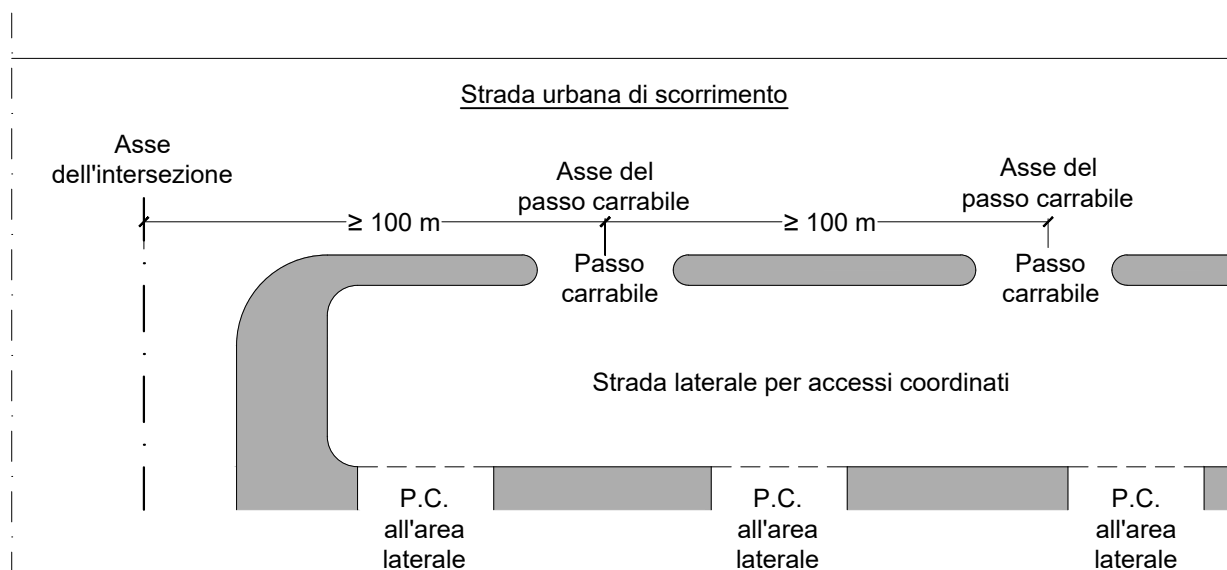 Strada urbana di scorrimento
Asse
dell'intersezione
Asse del
passo carrabile
Asse del
passo carrabile
≥ 100 m
≥ 100 m
Passo
carrabile
Passo
carrabile
Strada laterale per accessi coordinati
P.C.
all'area
laterale
P.C.
all'area
laterale
P.C.
all'area
laterale